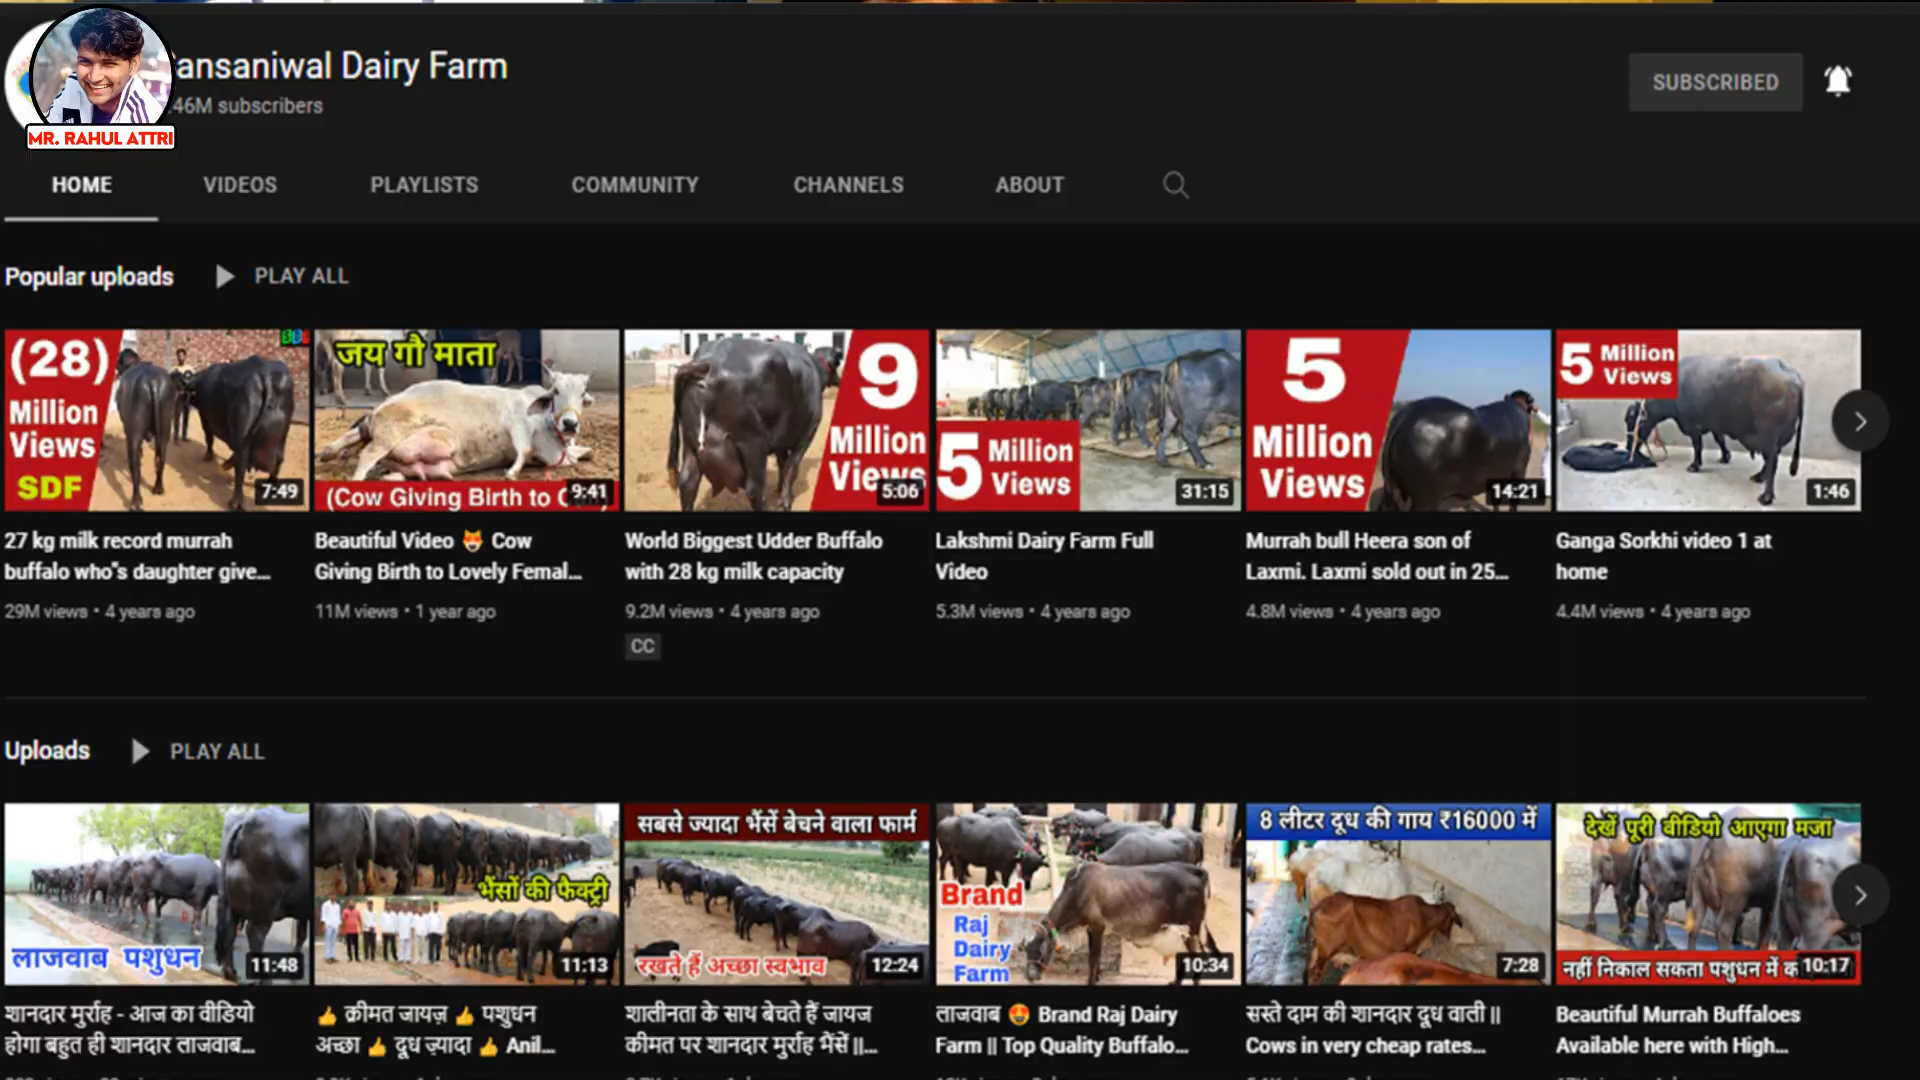 ansaniwal Dairy Farm
46M subscribers
MR. RAHUL ATTRI
SUBSCRIBED
HOME VIDEOS PLAYLISTS COMMUNITY CHANNELS ABOUT
Popular uploads PLAY ALL
(28)
Million
Views
SDF
7:49
जय गौ माता
(Cow Giving Birth to
9:41
9
Million
Views
5:06
5 Million
Views
31:15
5
Million
Views
14:21
5 Million
Views
1:46
27 kg milk record murrah
buffalo who"s daughter give...
29M views • 4 years ago
Beautiful Video 😻 Cow
Giving Birth to Lovely Femal...
11M views • 1 year ago
World Biggest Udder Buffalo
with 28 kg milk capacity
9.2M views • 4 years ago
CC
Lakshmi Dairy Farm Full
Video
5.3M views • 4 years ago
Murrah bull Heera son of
Laxmi. Laxmi sold out in 25...
4.8M views • 4 years ago
Ganga Sorkhi video 1 at
home
4.4M views • 4 years ago
Uploads PLAY ALL
लाजवाब पशुधन
11:48
भैंसों की फैक्ट्री
11:13
सबसे ज्यादा भैंसें बेचने वाला फार्म
रखते हैं अच्छा स्वभाव
12:24
Brand
Raj
Dairy
Farm
10:34
8 लीटर दूध की गाय ₹16000 में
7:28
देखें पूरी वीडियो आएगा मजा
नहीं निकाल सकता पशुधन में
10:17
शानदार मुर्राह - आज का वीडियो
होगा बहुत ही शानदार लाजवाब...
👍 क़ीमत जायज़ 👍 पशुधन
अच्छा 👍 दूध ज़्यादा 👍 Anil...
शालीनता के साथ बेचते हैं जायज
कीमत पर शानदार मुर्राह भैंसें ||...
लाजवाब 🤩 Brand Raj Dairy
Farm || Top Quality Buffalo...
सस्ते दाम की शानदार दूध वाली ||
Cows in very cheap rates...
Beautiful Murrah Buffaloes
Available here with High...